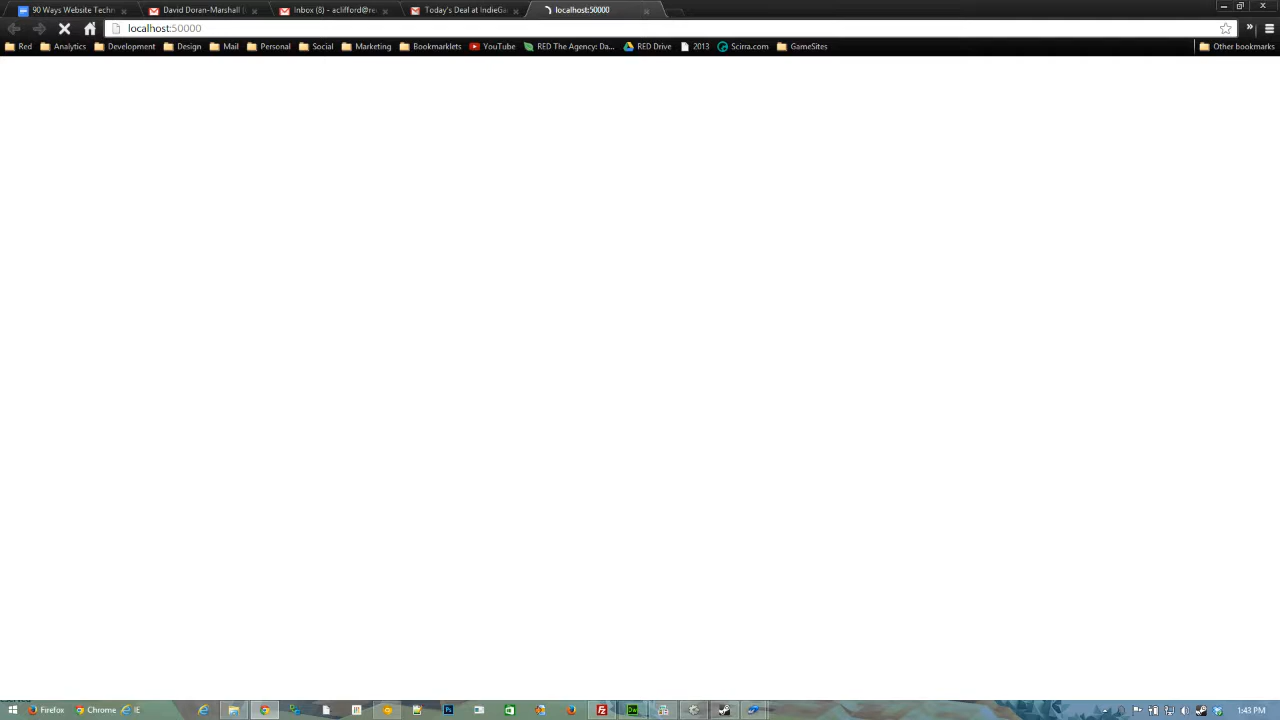 90 Ways Website Techn
David Doran-Marshall (
Inbox (8) - aclifford@re
Today's Deal at IndieGa
localhost:50000
localhost:50000
Red
Analytics
Development
Design
Mail
Personal
Social
Marketing
Bookmarklets
YouTube
RED The Agency: Da...
RED Drive
2013
Scirra.com
GameSites
Other bookmarks
Firefox
Chrome
IE
1:43 PM